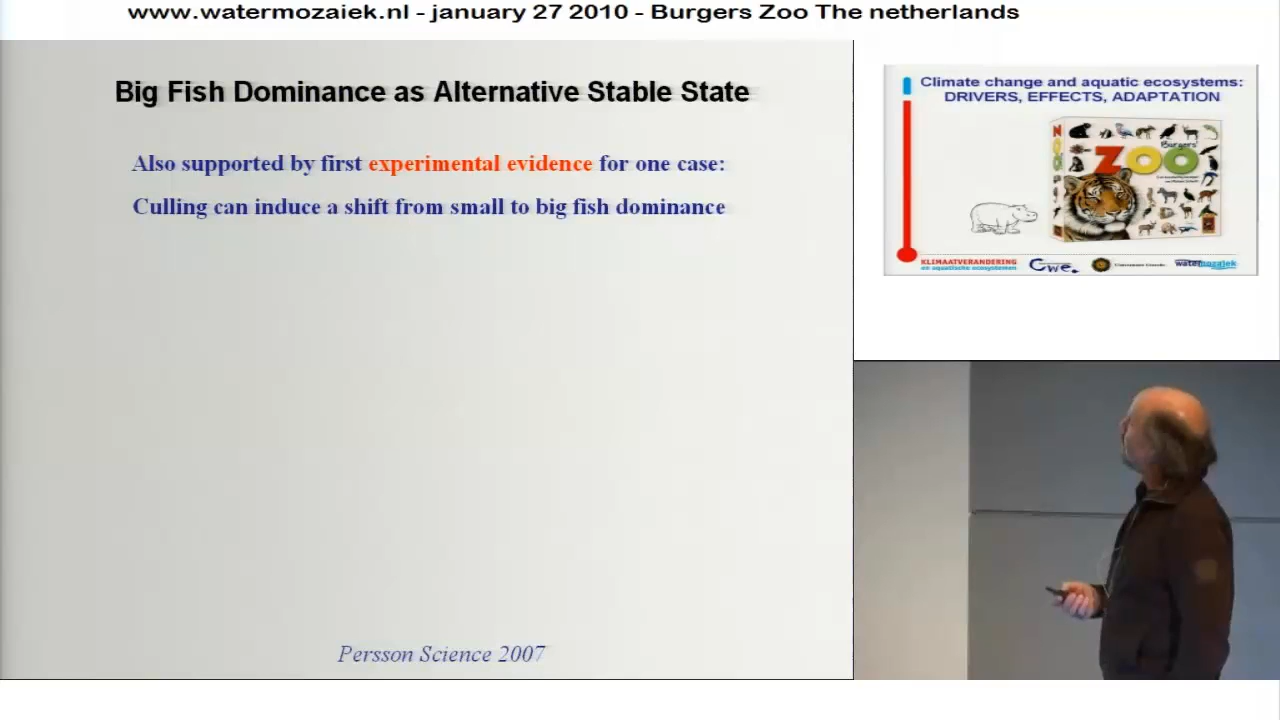 www.watermozaiek.nl - january 27 2010 - Burgers Zoo The netherlands
Big Fish Dominance as Alternative Stable State
Also supported by first experimental evidence for one case:
Culling can induce a shift from small to big fish dominance
Persson Science 2007
Climate change and aquatic ecosystems:
DRIVERS, EFFECTS, ADAPTATION
Burgers'
ZOO
KLIMAATVERANDERING
en aquatische ecosystemen
Cwe.
watermozaiek